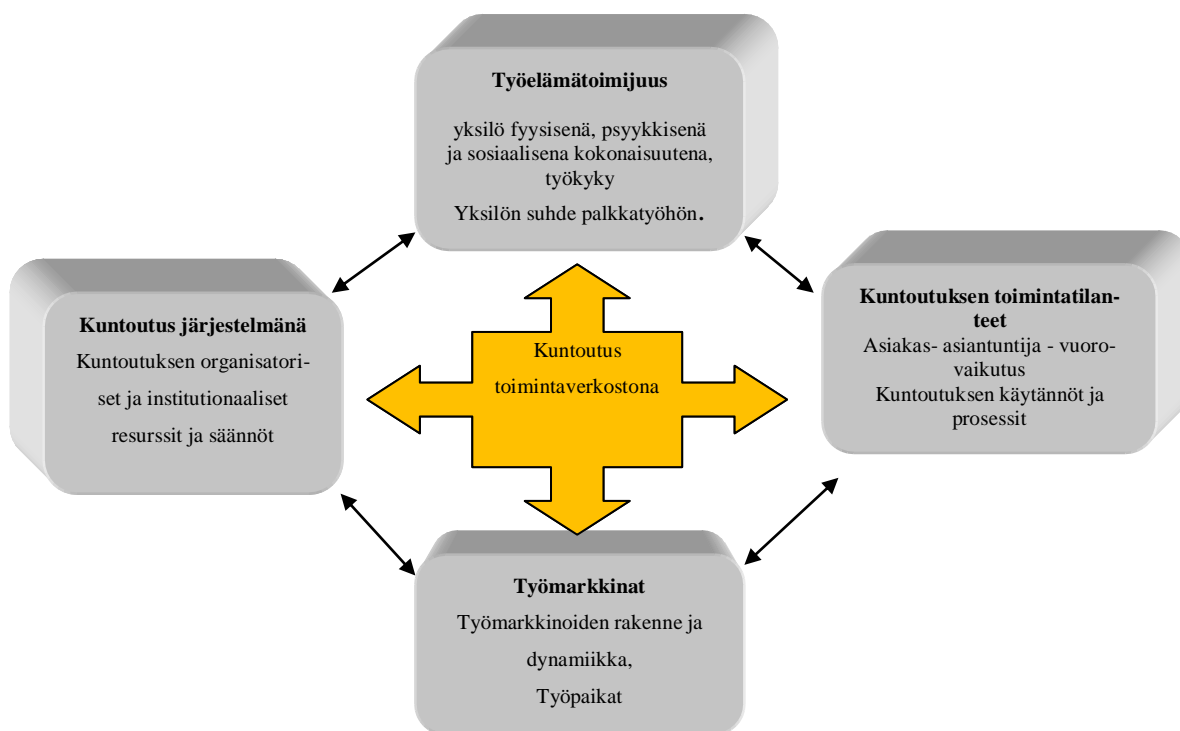 Työelämätoimijuus
yksilö fyysisenä, psyykkisenä
ja sosiaalisena kokonaisuutena,
työkyky
Yksilön suhde palkkatyöhön.
Kuntoutus järjestelmänä
Kuntoutuksen organisatori-
set ja institutionaaliset
resurssit ja säännöt
Kuntoutus
toimintaverkostona
Kuntoutuksen toimintatilan-
teet
Asiakas- asiantuntija - vuoro-
vaikutus
Kuntoutuksen käytännöt ja
prosessit
Työmarkkinat
Työmarkkinoiden rakenne ja
dynamiikka,
Työpaikat